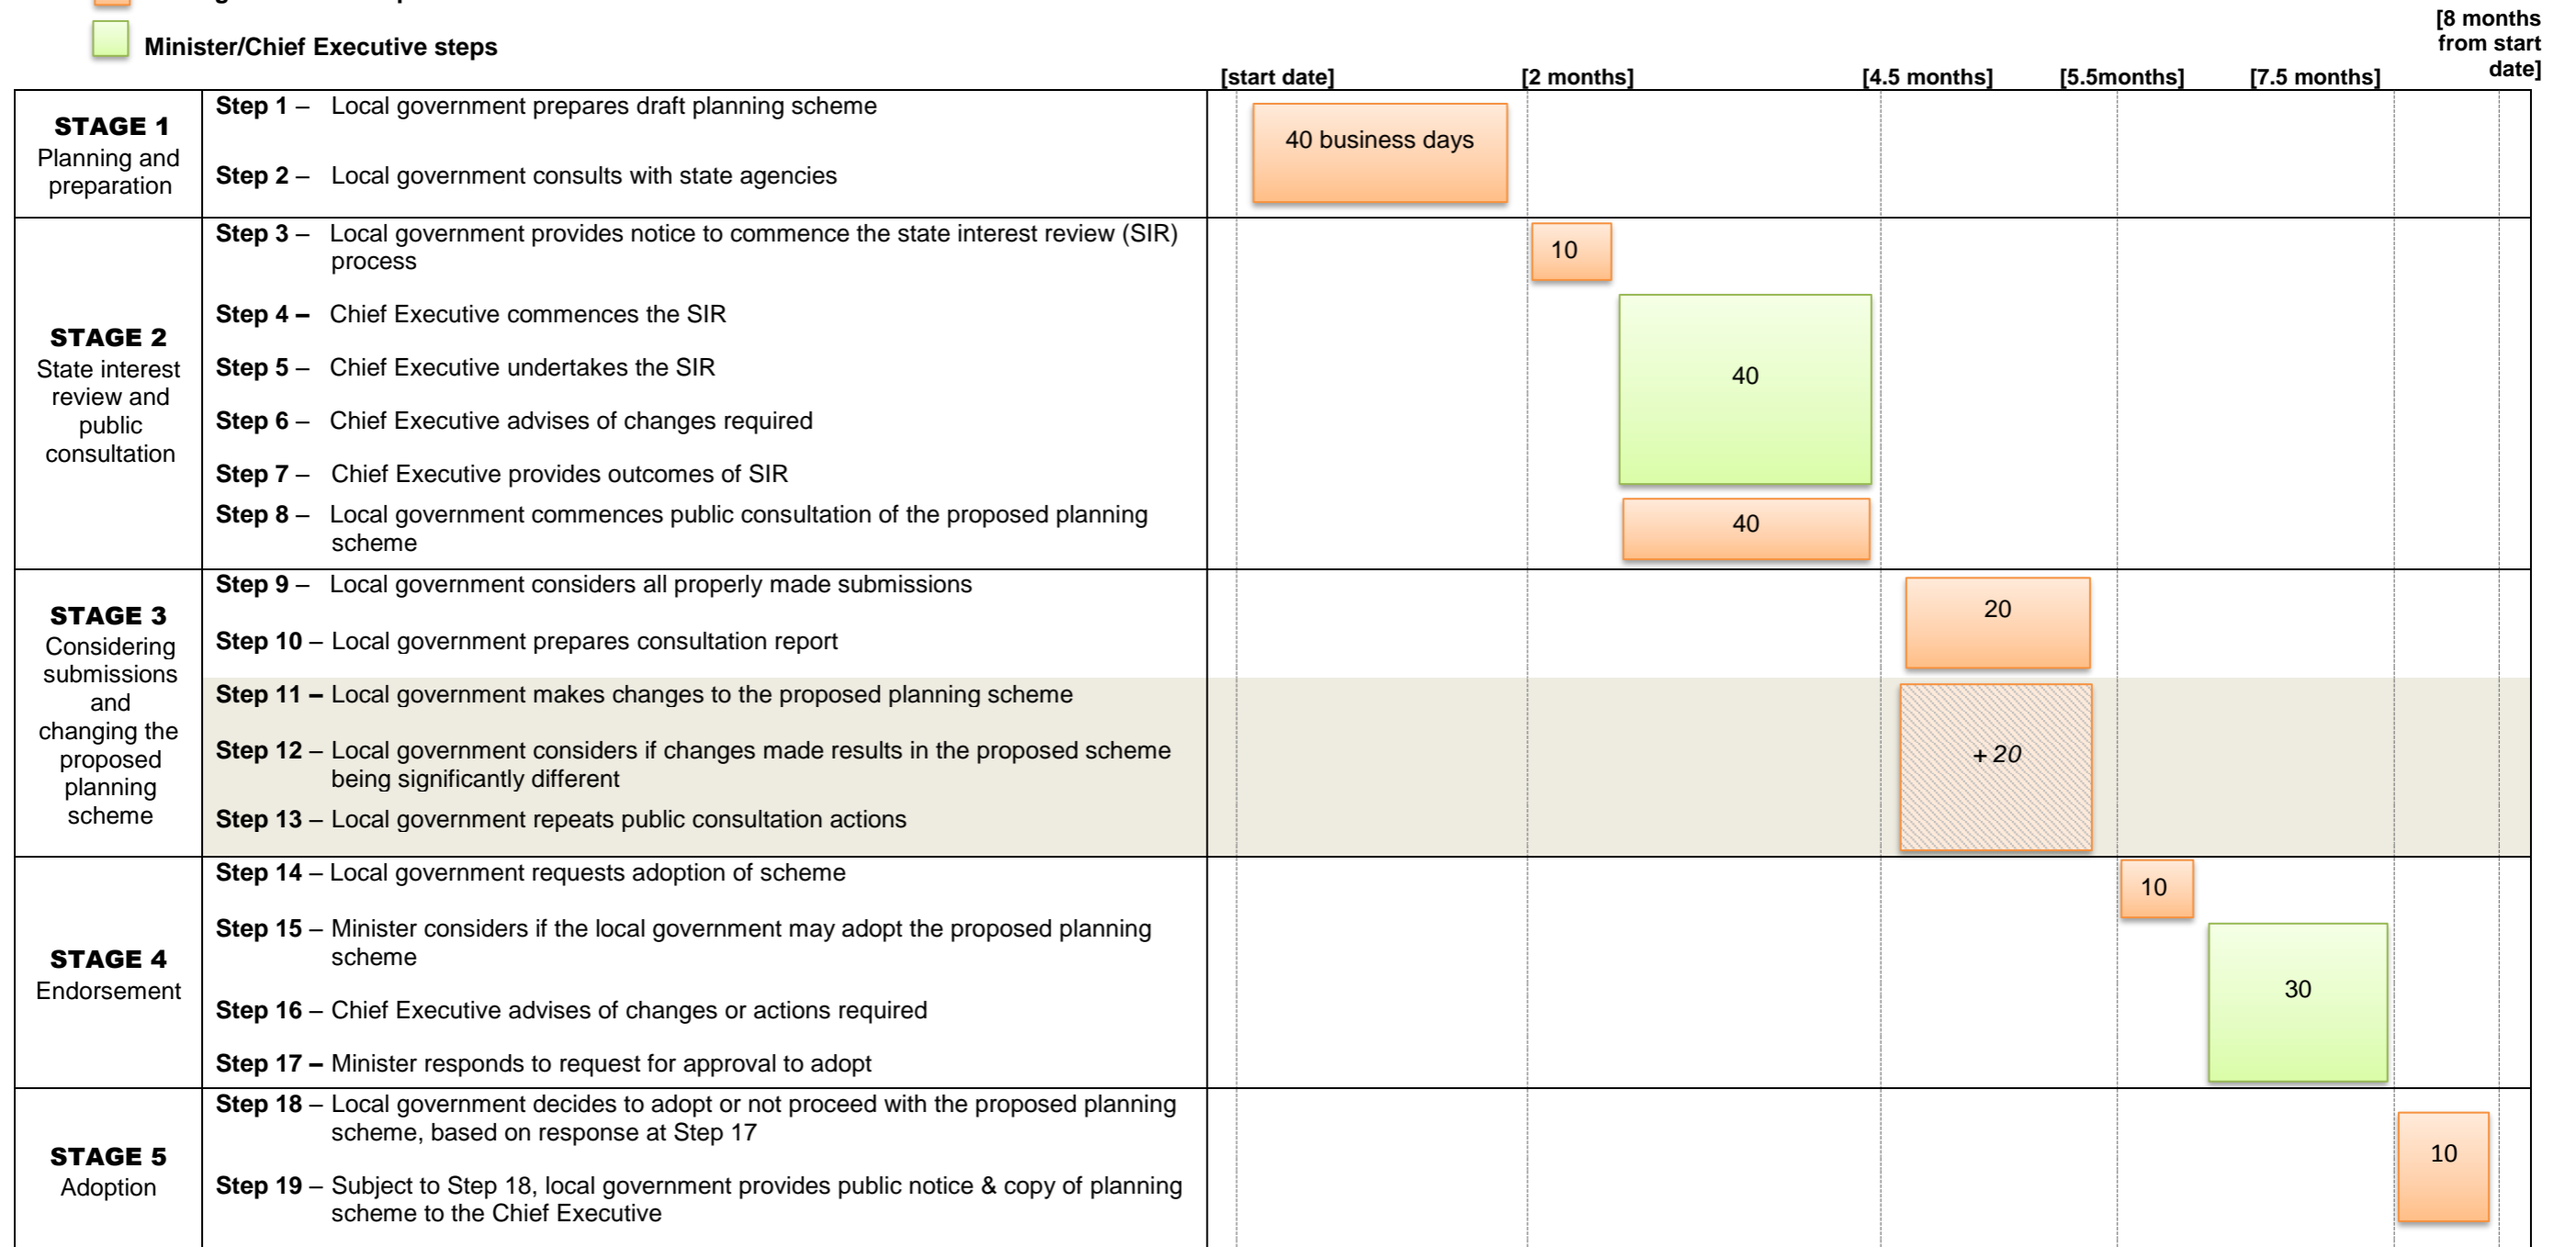 Minister/Chief Executive steps
[8 months
from start
date]
[start date]
[2 months]
[4.5 months]
[5.5months]
[7.5 months]
STAGE 1
Planning and
preparation
Step 1 – Local government prepares draft planning scheme
Step 2 – Local government consults with state agencies
40 business days
STAGE 2
State interest
review and
public
consultation
Step 3 – Local government provides notice to commence the state interest review (SIR)
process
10
Step 4 – Chief Executive commences the SIR
Step 5 – Chief Executive undertakes the SIR
Step 6 – Chief Executive advises of changes required
Step 7 – Chief Executive provides outcomes of SIR
40
Step 8 – Local government commences public consultation of the proposed planning
scheme
40
STAGE 3
Considering
submissions
and
changing the
proposed
planning
scheme
Step 9 – Local government considers all properly made submissions
Step 10 – Local government prepares consultation report
20
Step 11 – Local government makes changes to the proposed planning scheme
Step 12 – Local government considers if changes made results in the proposed scheme
being significantly different
Step 13 – Local government repeats public consultation actions
+ 20
STAGE 4
Endorsement
Step 14 – Local government requests adoption of scheme
10
Step 15 – Minister considers if the local government may adopt the proposed planning
scheme
Step 16 – Chief Executive advises of changes or actions required
Step 17 – Minister responds to request for approval to adopt
30
STAGE 5
Adoption
Step 18 – Local government decides to adopt or not proceed with the proposed planning
scheme, based on response at Step 17
Step 19 – Subject to Step 18, local government provides public notice & copy of planning
scheme to the Chief Executive
10